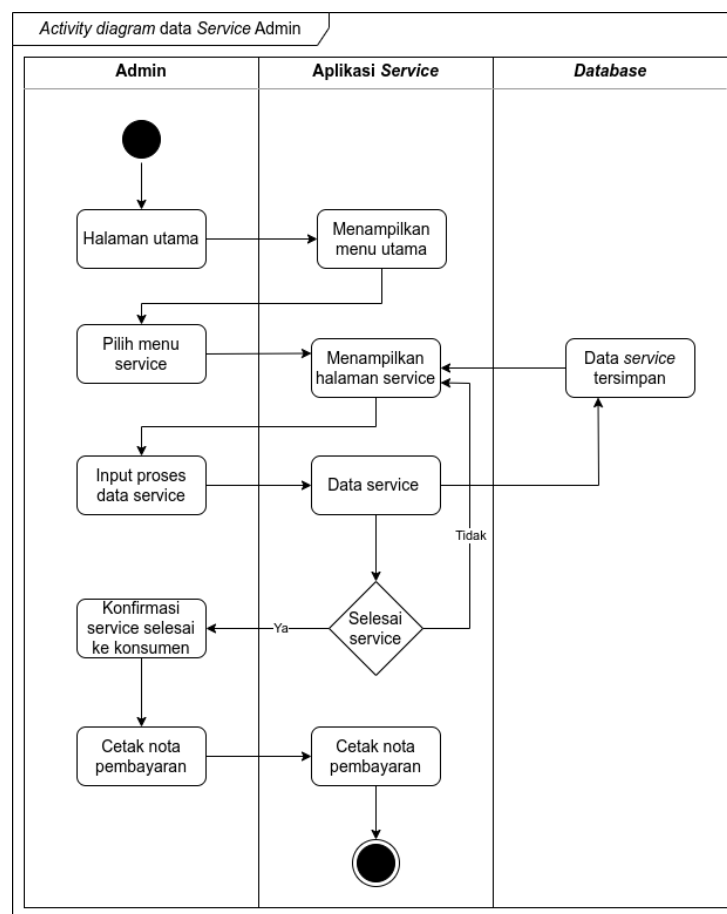 Activity diagram data Service Admin
Admin
Aplikasi Service
Database
Halaman utama
Menampilkan
menu utama
Pilih menu
service
Menampilkan
halaman service
Data service
tersimpan
Input proses
data service
Data service
Tidak
Konfirmasi
service selesai
ke konsumen
Ya
Selesai
service
Cetak nota
pembayaran
Cetak nota
pembayaran